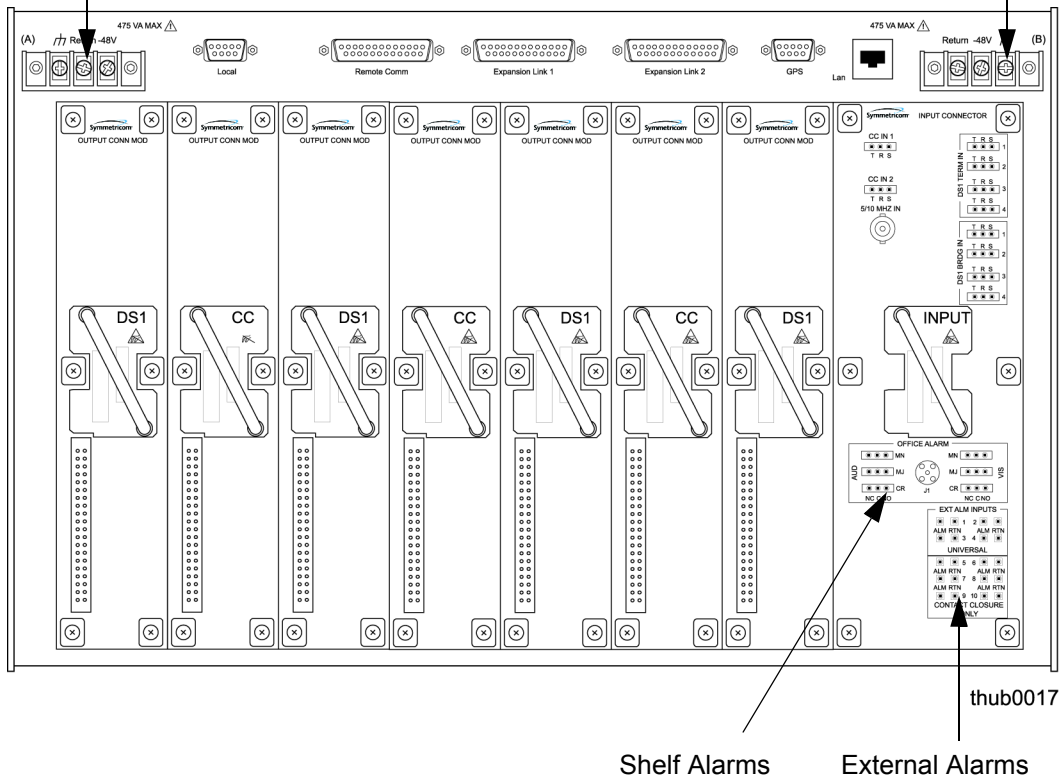 475 VA MAX
475 VA MAX
(A) Return -48V
Return -48V (B)
Local
Remote Comm
Expansion Link 1
Expansion Link 2
GPS
Lan
Symmetricom
OUTPUT CONN MOD
Symmetricom
OUTPUT CONN MOD
Symmetricom
OUTPUT CONN MOD
Symmetricom
OUTPUT CONN MOD
Symmetricom
OUTPUT CONN MOD
Symmetricom
OUTPUT CONN MOD
Symmetricom
OUTPUT CONN MOD
Symmetricom
INPUT CONNECTOR
CC IN 1
T R S
CC IN 2
T R S
5/10 MHZ IN
DS1 TERM IN
T R S
1
T R S
2
T R S
3
T R S
4
DS1 BRDG IN
T R S
1
T R S
2
T R S
3
T R S
4
DS1
CC
DS1
CC
DS1
CC
DS1
INPUT
OFFICE ALARM
AUD
MN
MJ
CR
NC C NO
J1
MN
MJ
CR
NC C NO
VIS
EXT ALM INPUTS
1 2
ALM RTN ALM RTN
3 4
UNIVERSAL
5 6
ALM RTN ALM RTN
7 8
ALM RTN ALM RTN
9 10
CONTACT CLOSURE
ONLY
thub0017
Shelf Alarms
External Alarms